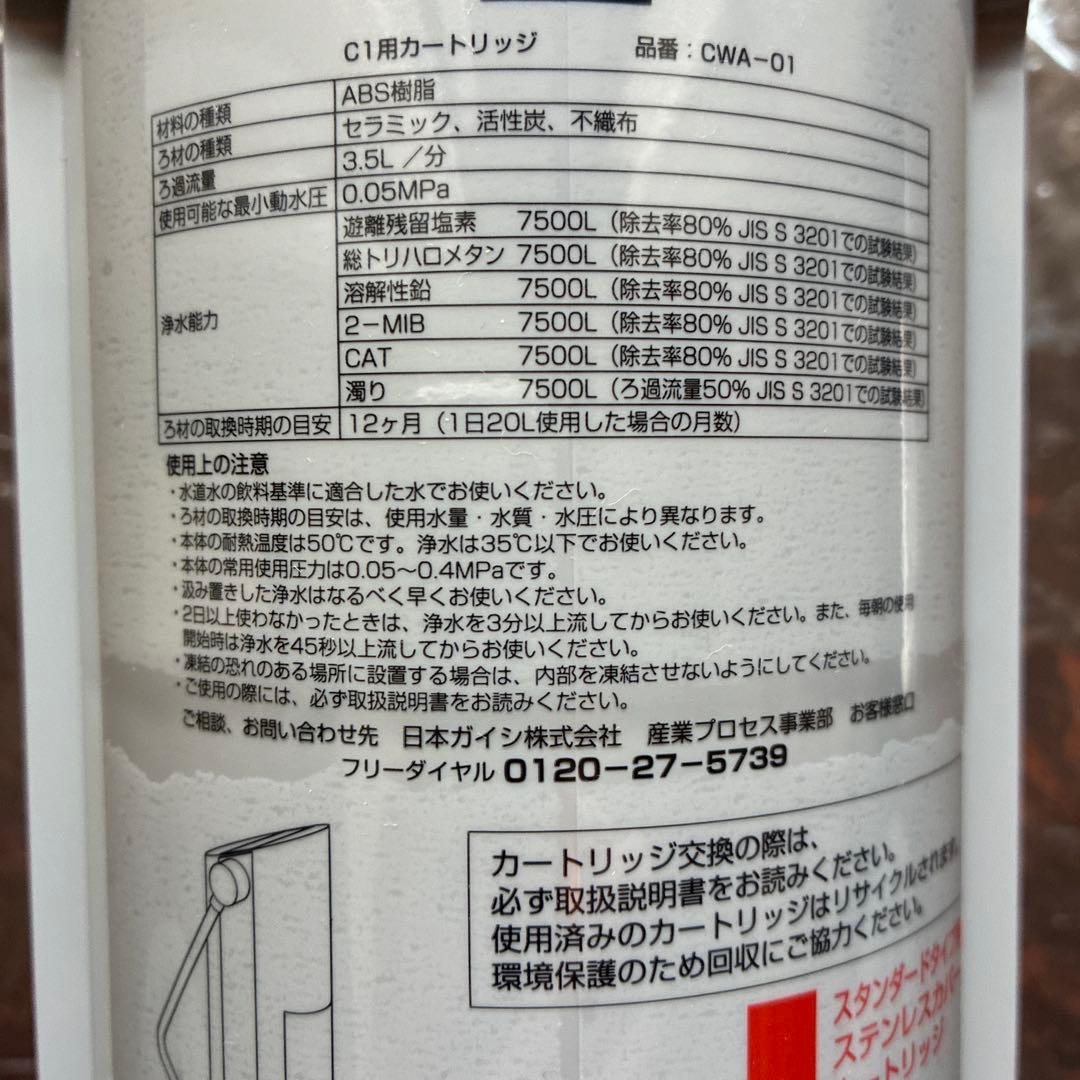 C1用カートリッジ 品番：CWA-01
材料の種類 ABS樹脂
ろ材の種類 セラミック、活性炭、不織布
ろ過流量 3.5L／分
使用可能な最小動水圧 0.05MPa
浄水能力
遊離残留塩素 7500L（除去率80% JIS S 3201での試験結果）
総トリハロメタン 7500L（除去率80% JIS S 3201での試験結果）
溶解性鉛 7500L（除去率80% JIS S 3201での試験結果）
2-MIB 7500L（除去率80% JIS S 3201での試験結果）
CAT 7500L（除去率80% JIS S 3201での試験結果）
濁り 7500L（ろ過流量50% JIS S 3201での試験結果）
ろ材の取換時期の目安 12ヶ月（1日20L使用した場合の月数）
使用上の注意
・水道水の飲料基準に適合した水でお使いください。
・ろ材の取換時期の目安は、使用水量・水質・水圧により異なります。
・本体の耐熱温度は50℃です。浄水は35℃以下でお使いください。
・本体の常用使用圧力は0.05～0.4MPaです。
・汲み置きした浄水はなるべく早くお使いください。
・2日以上使わなかったときは、浄水を3分以上流してからお使いください。また、毎朝の使用
開始時は浄水を45秒以上流してからお使いください。
・凍結の恐れのある場所に設置する場合は、内部を凍結させないようにしてください。
・ご使用の際には、必ず取扱説明書をお読みください。
ご相談、お問い合わせ先 日本ガイシ株式会社 産業プロセス事業部 お客様窓口
フリーダイヤル 0120-27-5739
カートリッジ交換の際は、
必ず取扱説明書をお読みください。
使用済みのカートリッジはリサイクルされます。
環境保護のため回収にご協力ください。
スタンダードタイプ
ステンレスカバー
カートリッジ